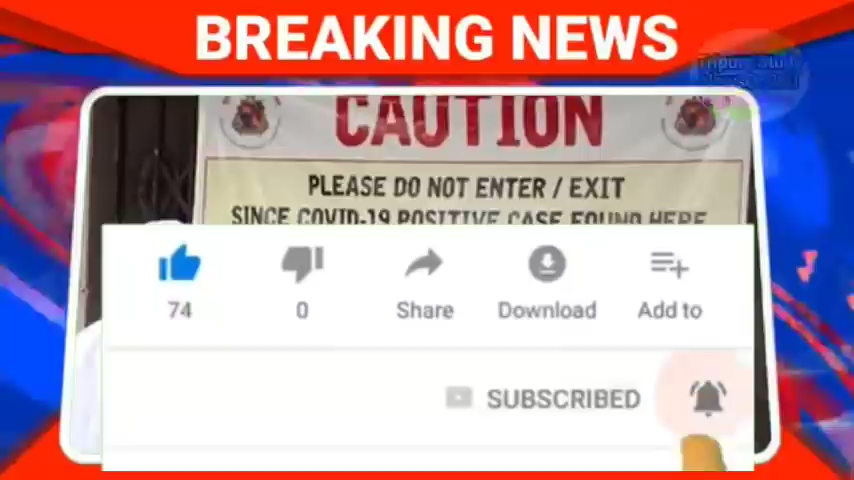 BREAKING NEWS
CAUTION
PLEASE DO NOT ENTER / EXIT
SINCE COVID-19 POSITIVE CASE FOUND HERE
74
0
Share
Download
Add to
SUBSCRIBED